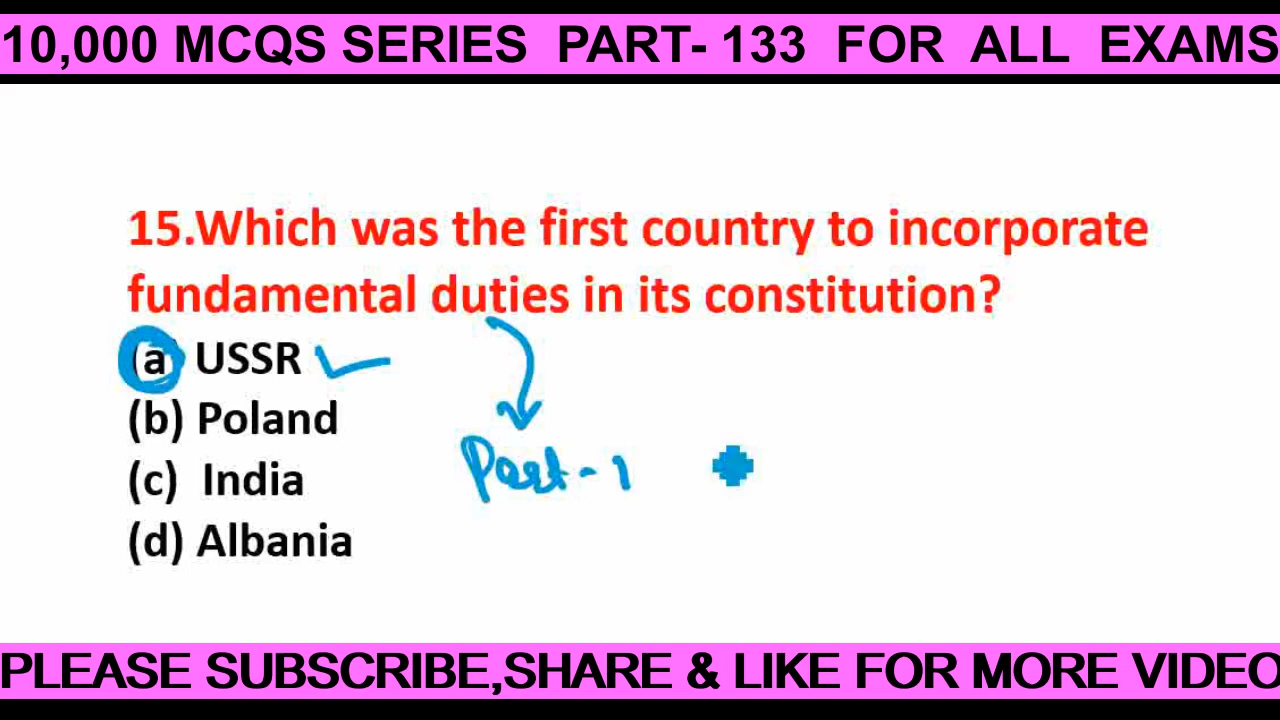 10,000 MCQS SERIES PART- 133 FOR ALL EXAMS
15.Which was the first country to incorporate
fundamental duties in its constitution?
(a) USSR
(b) Poland
(c) India
(d) Albania
Part-1
PLEASE SUBSCRIBE,SHARE & LIKE FOR MORE VIDEO